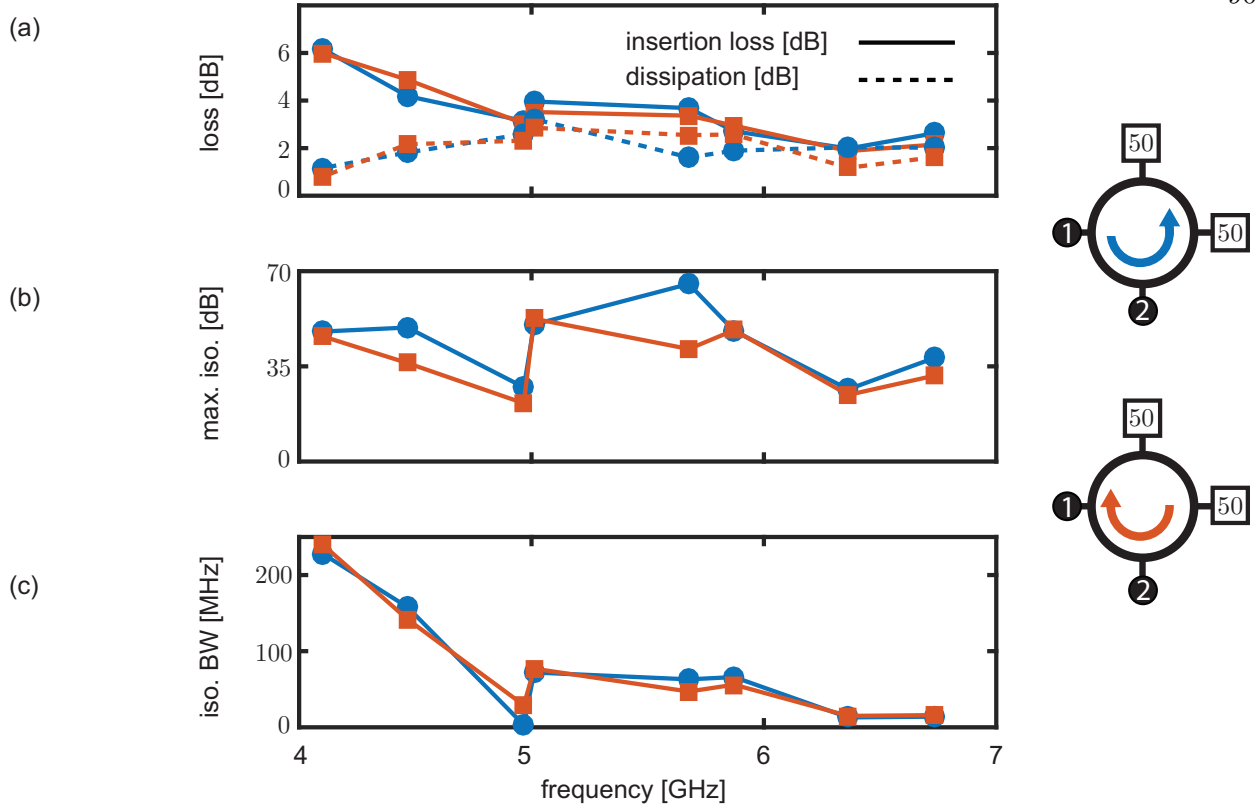 (a)
loss [dB]
6
4
2
0
insertion loss [dB]
dissipation [dB]
(b)
max. iso. [dB]
70
35
0
(c)
iso. BW [MHz]
200
100
0
4 5 6 7
frequency [GHz]
50
1
50
2
50
1
50
2